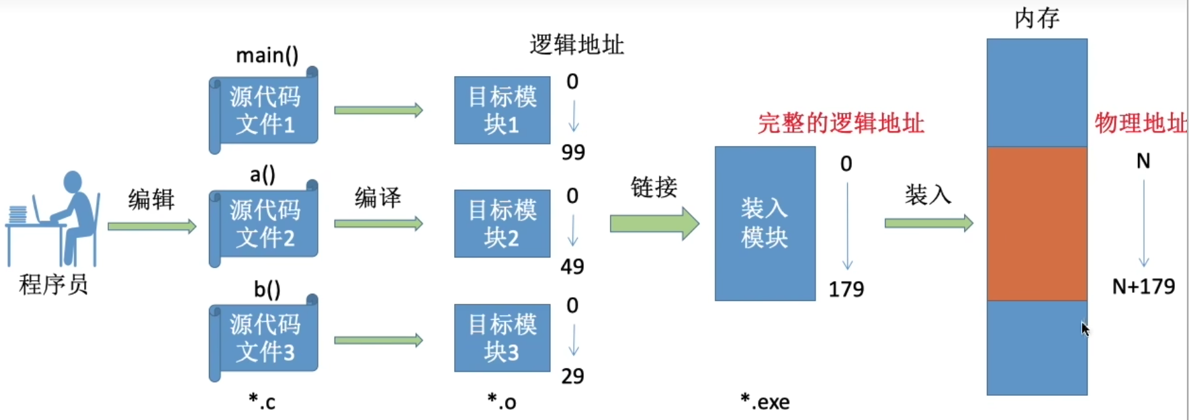 内存
逻辑地址
main()
源代码
文件1
目标模
块1
0
99
完整的逻辑地址
物理地址
编辑
a()
源代码
文件2
编译
目标模
块2
0
49
链接
装入
模块
0
179
装入
N
N+179
程序员
b()
源代码
文件3
目标模
块3
0
29
*.c
*.o
*.exe